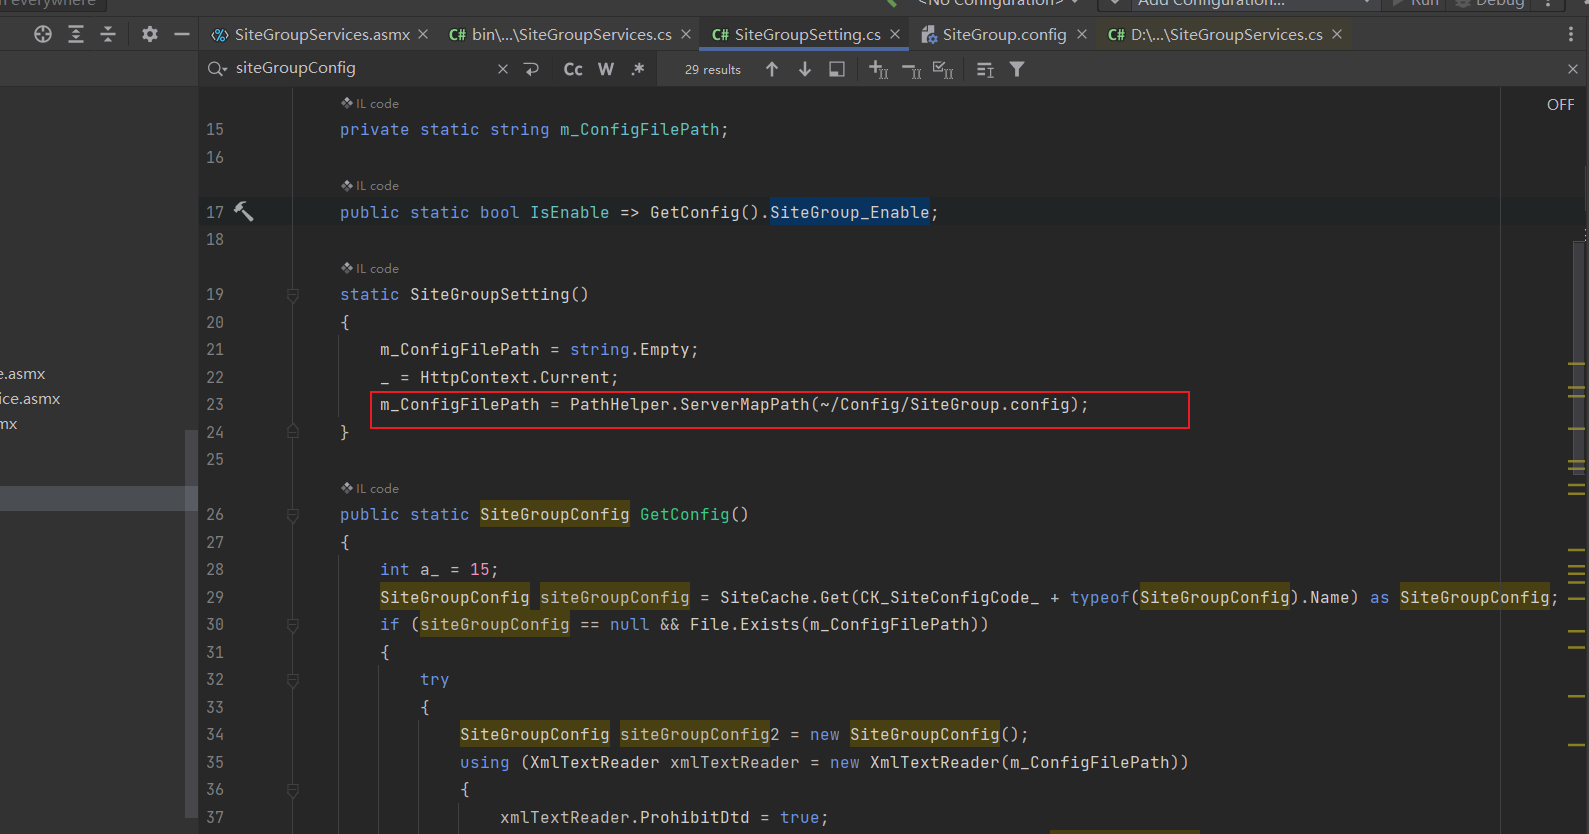 n everywhere
<No Configuration>
Add Configuration...
Run
Debug
SiteGroupServices.asmx
C# bin\...\SiteGroupServices.cs
C# SiteGroupSetting.cs
SiteGroup.config
C# D:\...\SiteGroupServices.cs
siteGroupConfig
Cc W .*
29 results
OFF
e.asmx
ice.asmx
mx
IL code
15 private static string m_ConfigFilePath;
16
IL code
17 public static bool IsEnable => GetConfig().SiteGroup_Enable;
18
IL code
19 static SiteGroupSetting()
20 {
21 m_ConfigFilePath = string.Empty;
22 _ = HttpContext.Current;
23 m_ConfigFilePath = PathHelper.ServerMapPath(~/Config/SiteGroup.config);
24 }
25
IL code
26 public static SiteGroupConfig GetConfig()
27 {
28 int a_ = 15;
29 SiteGroupConfig siteGroupConfig = SiteCache.Get(CK_SiteConfigCode_ + typeof(SiteGroupConfig).Name) as SiteGroupConfig;
30 if (siteGroupConfig == null && File.Exists(m_ConfigFilePath))
31 {
32 try
33 {
34 SiteGroupConfig siteGroupConfig2 = new SiteGroupConfig();
35 using (XmlTextReader xmlTextReader = new XmlTextReader(m_ConfigFilePath))
36 {
37 xmlTextReader.ProhibitDtd = true;